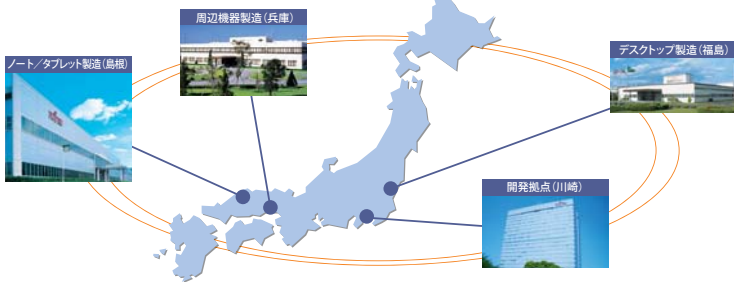 周辺機器製造(兵庫)
ノート／タブレット製造(島根)
デスクトップ製造(福島)
開発拠点(川崎)